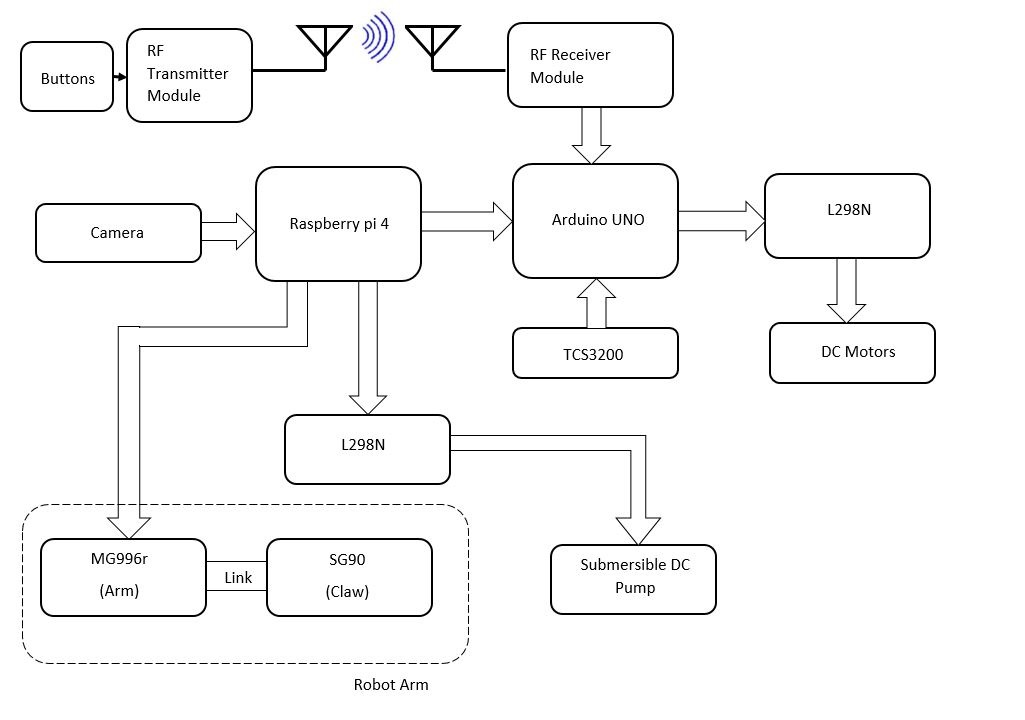 Buttons
RF
Transmitter
Module
RF Receiver
Module
Camera
Raspberry pi 4
Arduino UNO
L298N
TCS3200
DC Motors
L298N
MG996r
(Arm)
Link
SG90
(Claw)
Submersible DC
Pump
Robot Arm